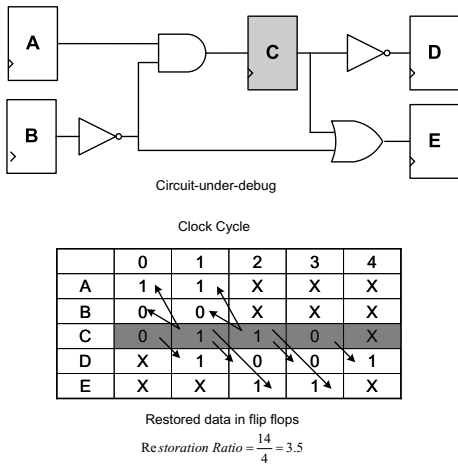 A
C
D
B
E
Circuit-under-debug
Clock Cycle
0 1 2 3 4
A 1 1 X X X
B 0 0 X X X
C 0 1 1 0 X
D X 1 0 0 1
E X X 1 1 X
Restored data in flip flops
Restoration Ratio = 14/4 = 3.5